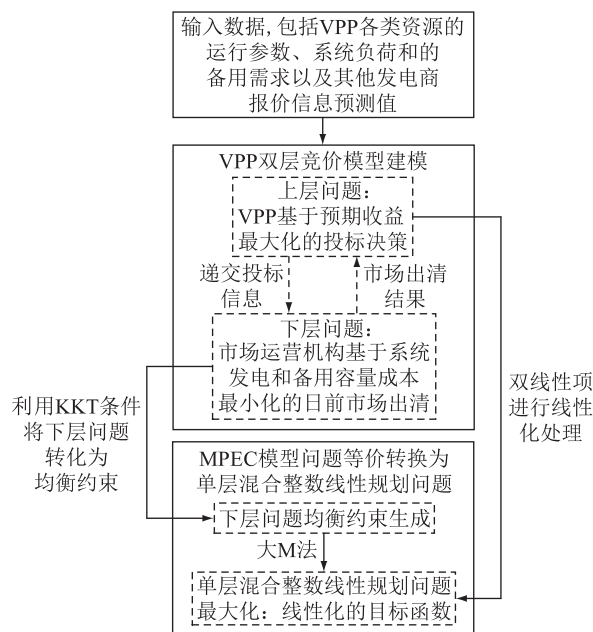 输入数据,包括VPP各类资源的
运行参数、系统负荷和的
备用需求以及其他发电商
报价信息预测值
VPP双层竞价模型建模
上层问题:
VPP基于预期收益
最大化的投标决策
递交投标
信息
市场出清
结果
下层问题:
市场运营机构基于系统
发电和备用容量成本
最小化的日前市场出清
利用KKT条件
将下层问题
转化为
均衡约束
双线性项
进行线性
化处理
MPEC模型问题等价转换为
单层混合整数线性规划问题
下层问题均衡约束生成
大M法
单层混合整数线性规划问题
最大化：线性化的目标函数